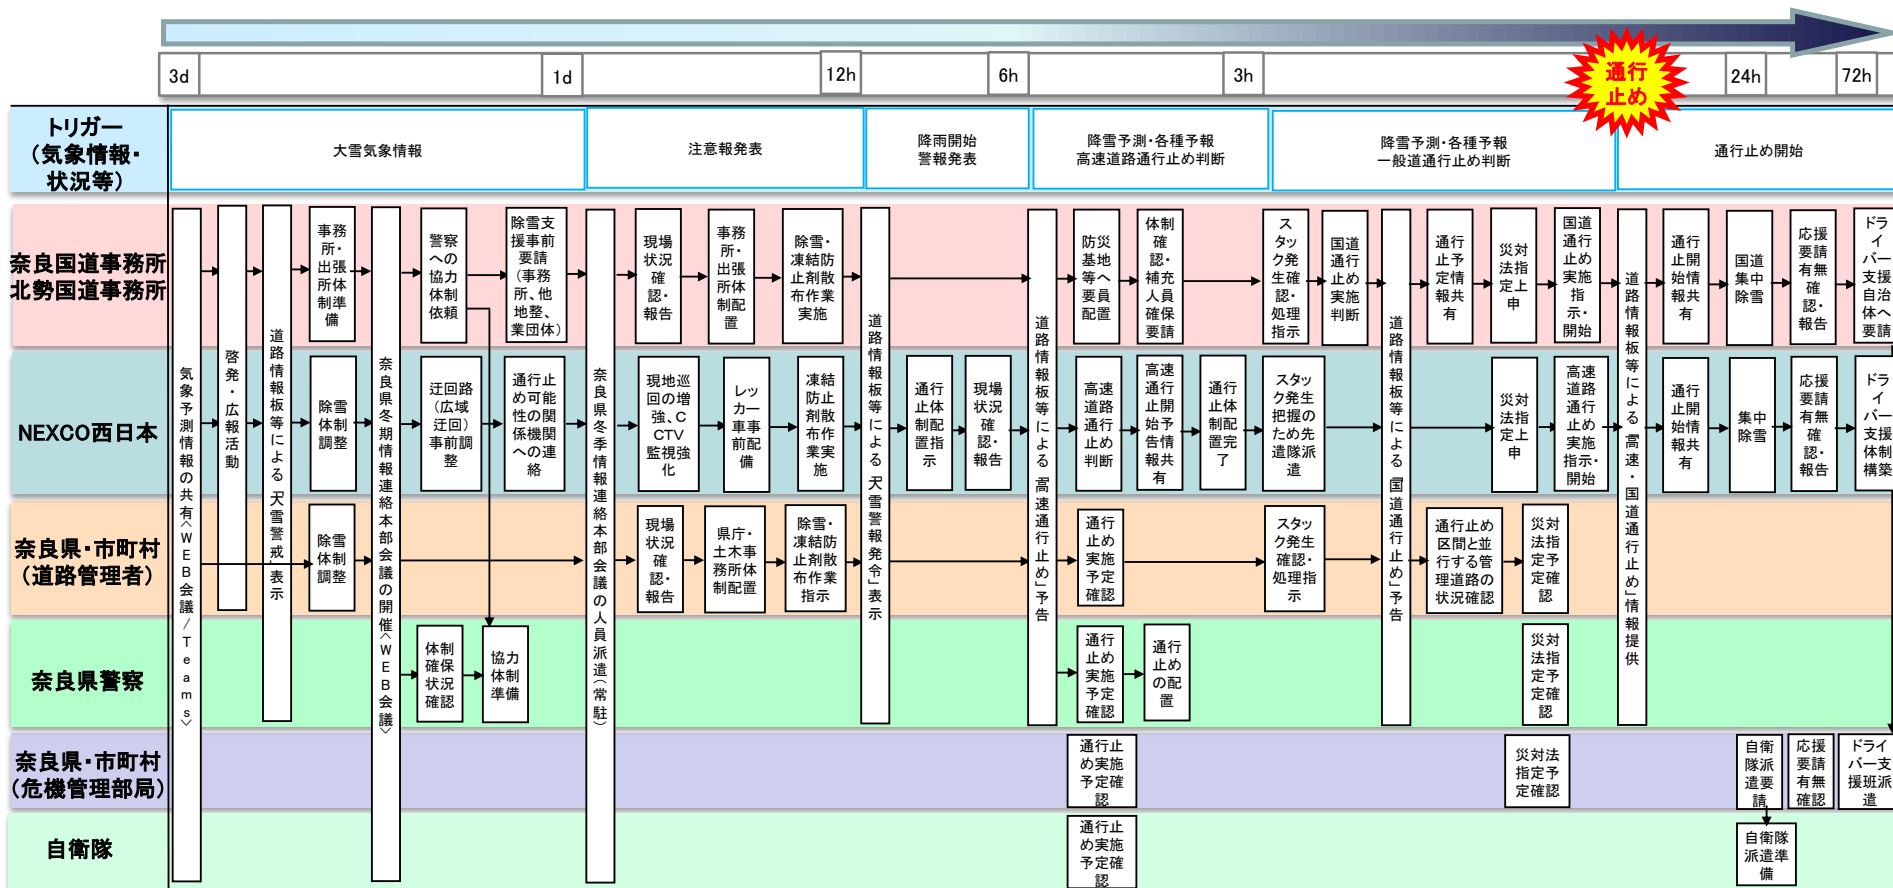 3d
1d
12h
6h
3h
通行
止め
24h
72h
トリガー
（気象情報・
状況等）
大雪気象情報
注意報発表
降雨開始
警報発表
降雪予測・各種予報
高速道路通行止め判断
降雪予測・各種予報
一般道通行止め判断
通行止め開始
奈良国道事務所
北勢国道事務所
気象予測情報の共有〈WEB会議/Teams〉
啓発・広報活動
道路情報板等による「大雪警戒」表示
事務
所・
出張
所体
制準
備
奈良県冬期情報連絡本部会議の開催〈WEB会議〉
警察
への
協力
体制
依頼
除雪支
援事前
要請
（事務
所、他
地整、
業団体）
奈良県冬季情報連絡本部会議の人員派遣（常駐）
現場
状況
確
認・
報告
事務
所・出
張所
体制
配置
除雪・
凍結防
止剤散
布作業
実施
道路情報板等による「大雪警報発令」表示
道路情報板等による「高速通行止め」予告
防災
基地
等へ
要員
配置
体制
確
認・
補充
人員
確保
要請
ス
タッ
ク発
生確
認・
処理
指示
国道
通行
止め
実施
判断
道路情報板等による「国道通行止め」予告
通行
止め
予定
情報
共有
災対
法指
定上
申
国道
通行
止め
実施
指
示・
開始
道路情報板等による「高速・国道通行止め」情報提供
通行
止め
開始
情報
共有
国道
集中
除雪
応援
要請
有無
確
認・
報告
ドラ
イ
バー
支援
自治
体へ
要請
NEXCO西日本
除雪
体制
調整
迂回路
（広域
迂回）
事前調
整
通行止
め可能
性の関
係機関
への連
絡
現地巡
回の増
強、C
CTV
監視強
化
レッ
カー
車事
前配
備
凍結
防止
剤散
布作
業実
施
通行
止め
体制
配置
指示
現場
状況
確
認・
報告
高速
道路
通行
止め
判断
高速
通行
止め
開始
予告
情報
共有
通行
止め
体制
配置
完了
スタッ
ク発生
把握の
ため先
遣隊派
遣
災対
法指
定上
申
高速
道路
通行
止め
実施
指示・
開始
通行
止め
開始
情報
共有
集中
除雪
応援
要請
有無
確
認・
報告
ドラ
イ
バー
支援
体制
構築
奈良県・市町村
（道路管理者）
除雪
体制
調整
現場
状況
確
認・
報告
県庁・
土木事
務所体
制配置
除雪・
凍結防
止剤散
布作業
指示
通行
止め
実施
予定
確認
スタッ
ク発生
確認・
処理指
示
通行止め
区間と並
行する管
理道路の
状況確認
災対
法指
定予
定確
認
奈良県警察
体制
確保
状況
確認
協力
体制
準備
通行
止め
実施
予定
確認
通行
止め
の配
置
災対
法指
定予
定確
認
奈良県・市町村
（危機管理部局）
通行止
め実施
予定確
認
災対法
指定予
定確認
自衛
隊派
遣要
請
応援
要請
有無
確認
ドライ
バー支
援班派
遣
自衛隊
通行止
め実施
予定確
認
自衛隊
派遣準
備